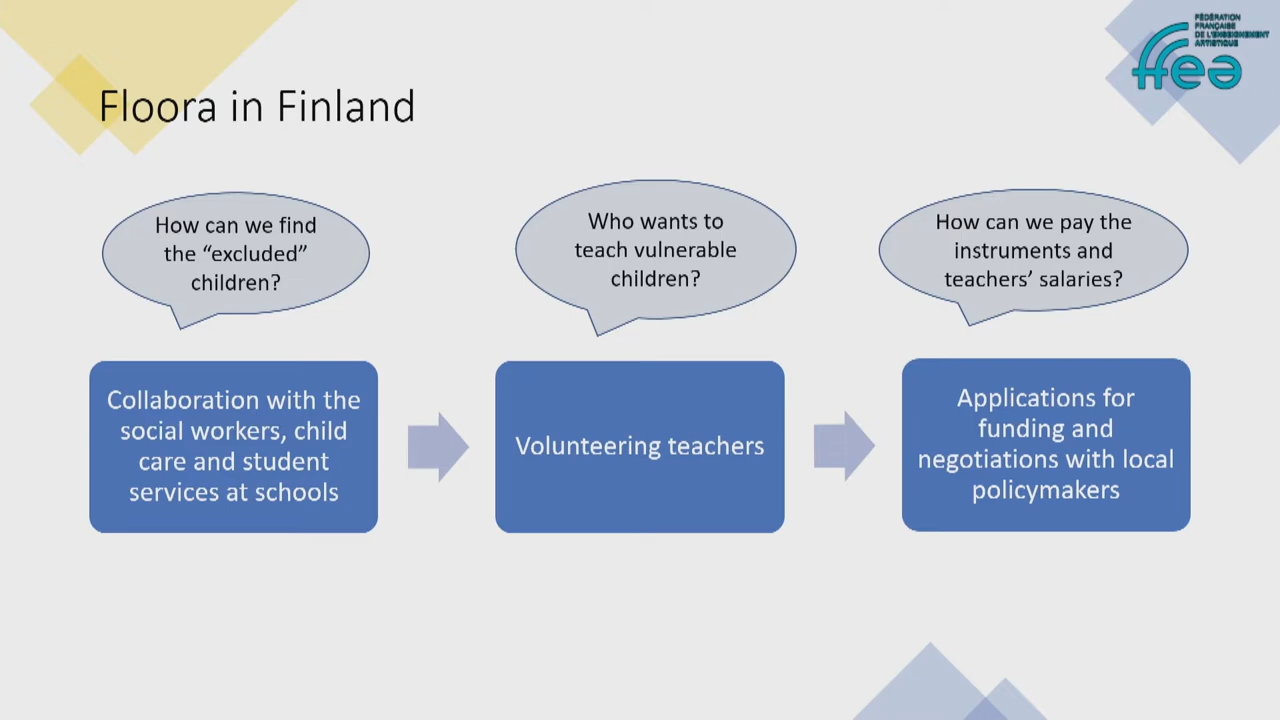 FÉDÉRATION
FRANÇAISE
DE L'ENSEIGNEMENT
ARTISTIQUE
ffea
Floora in Finland
How can we find
the “excluded”
children?
Who wants to
teach vulnerable
children?
How can we pay the
instruments and
teachers’ salaries?
Collaboration with the
social workers, child
care and student
services at schools
Volunteering teachers
Applications for
funding and
negotiations with local
policymakers